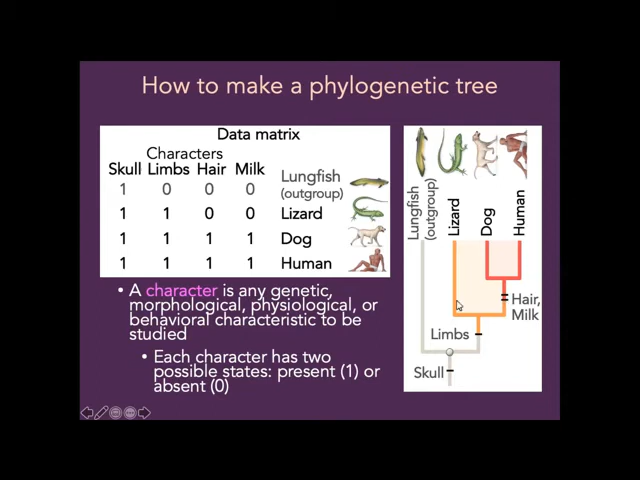 How to make a phylogenetic tree
Data matrix
Characters
Skull Limbs Hair Milk
1 0 0 0 Lungfish
(outgroup)
1 1 0 0 Lizard
1 1 1 1 Dog
1 1 1 1 Human
• A character is any genetic,
morphological, physiological, or
behavioral characteristic to be
studied
• Each character has two
possible states: present (1) or
absent (0)
Lungfish
(outgroup)
Lizard
Dog
Human
Hair,
Milk
Limbs
Skull